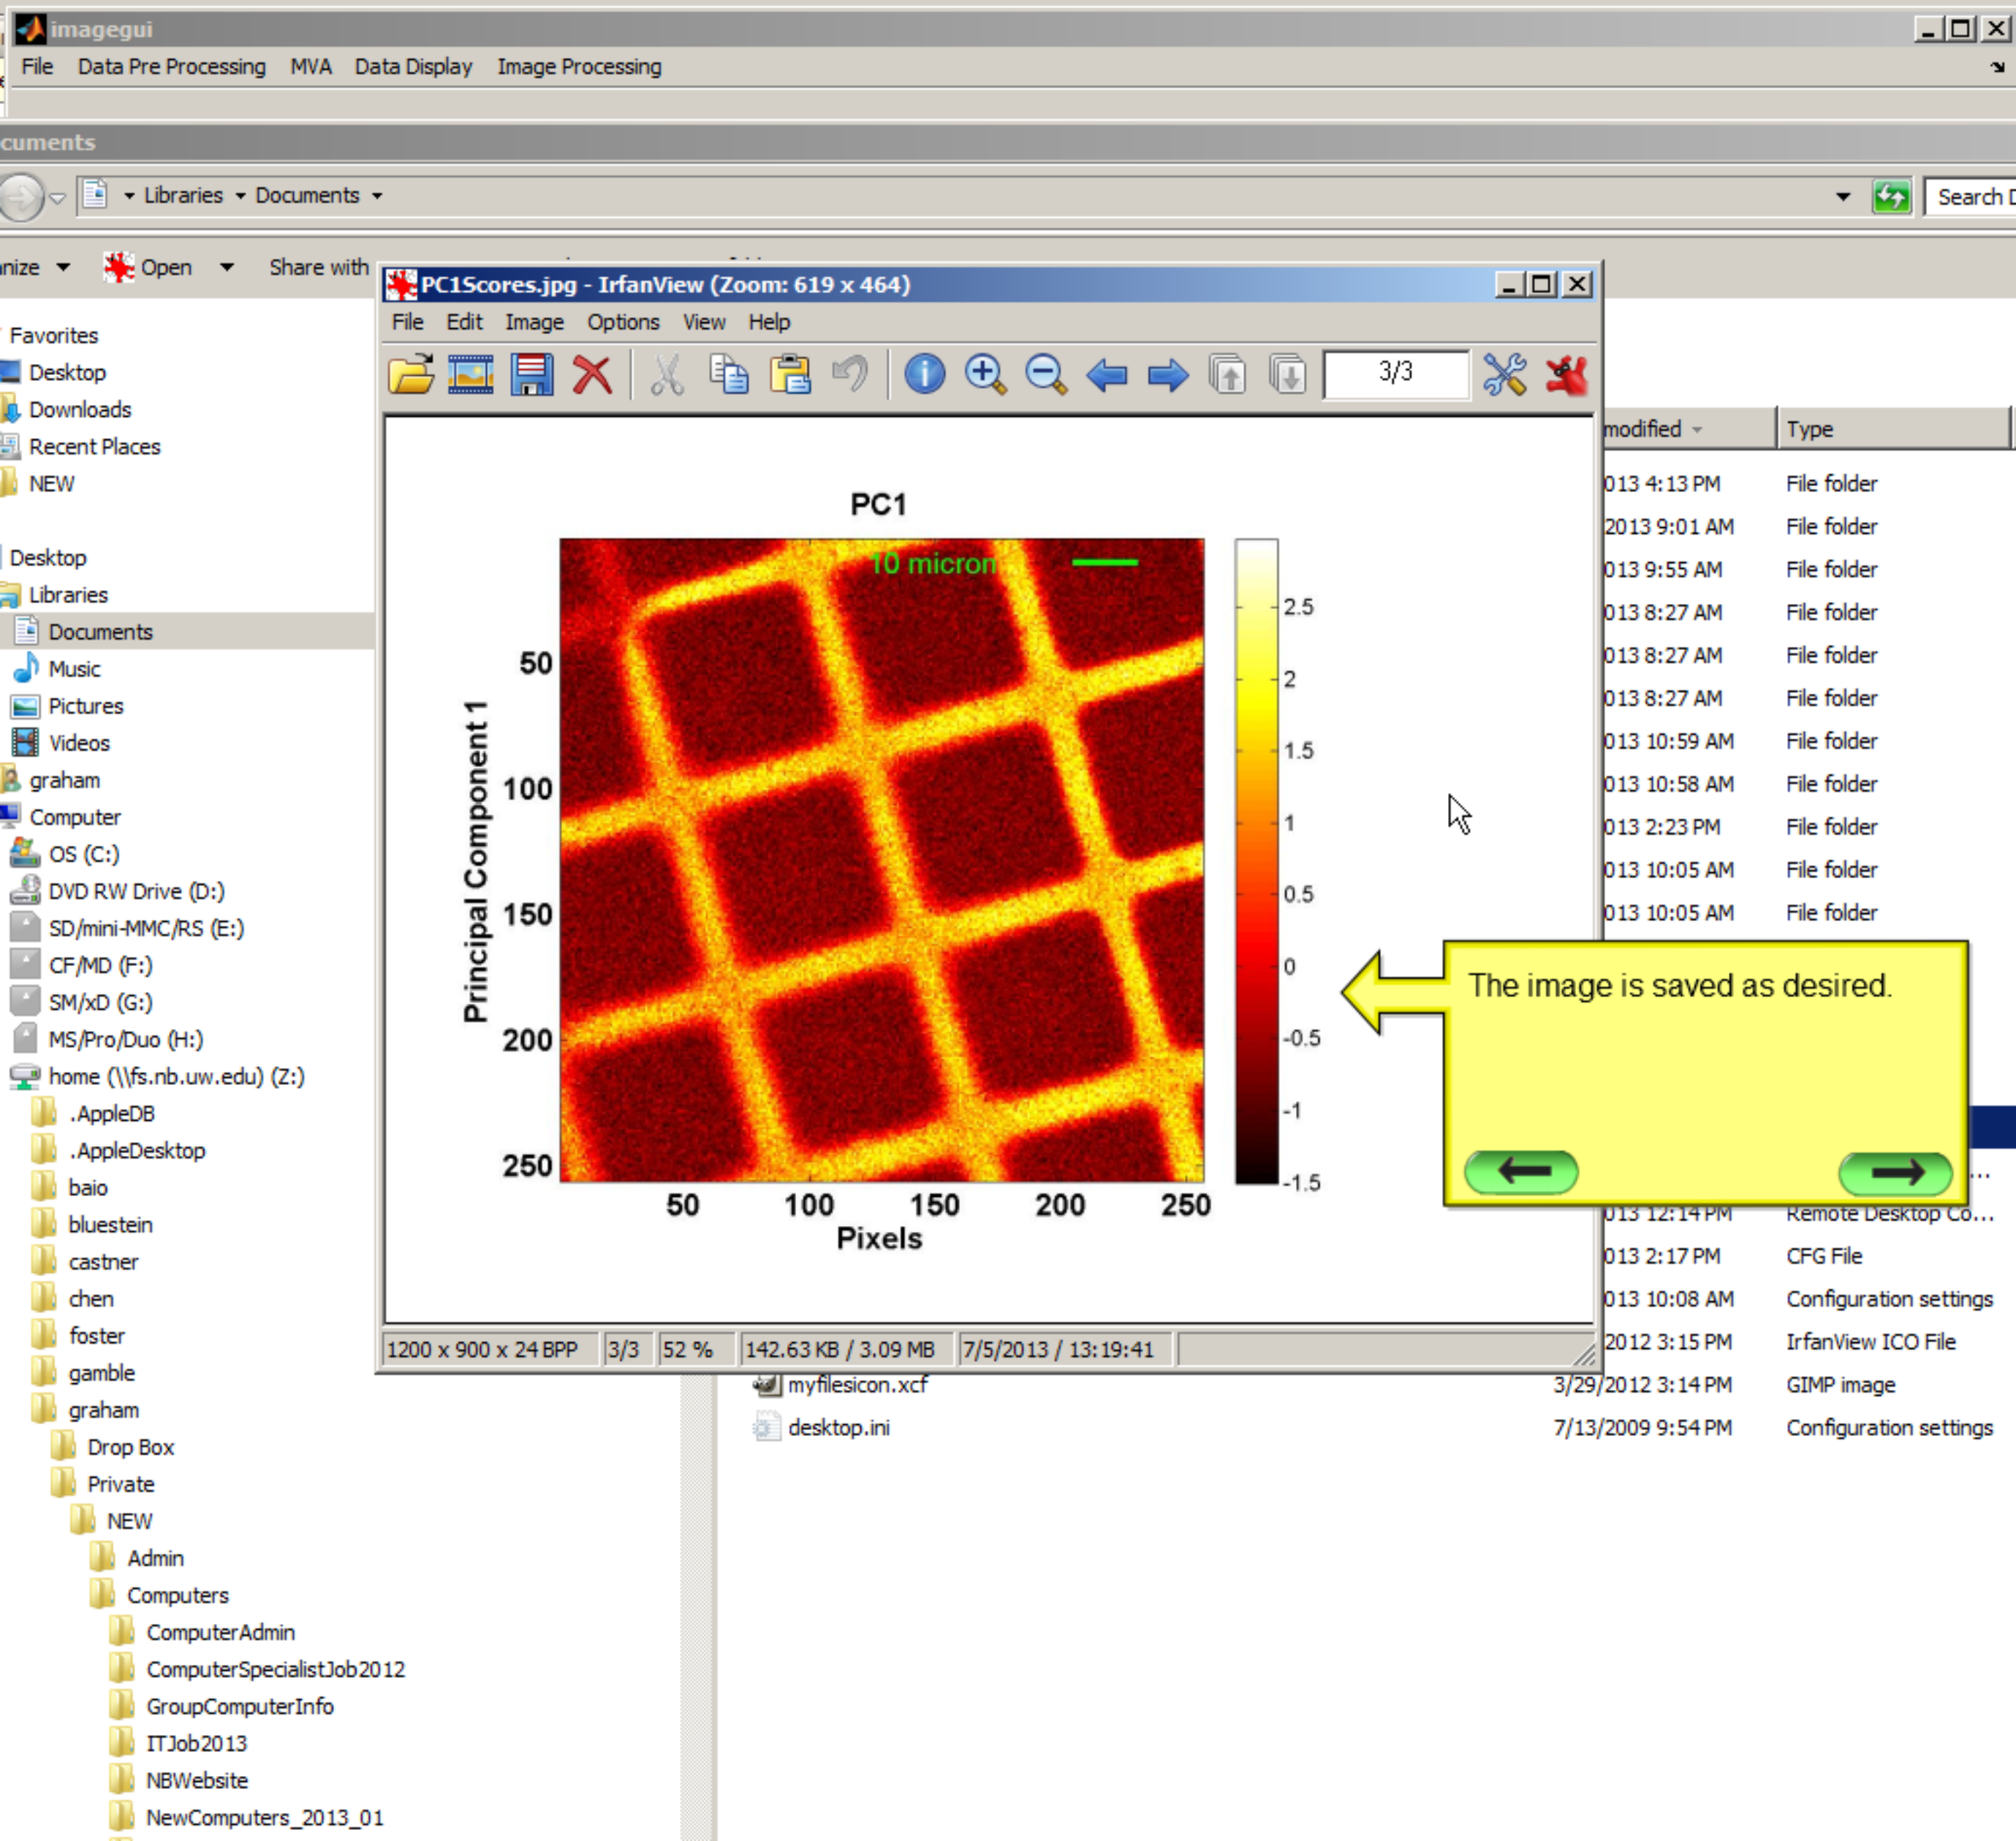 imagegui
File Data Pre Processing MVA Data Display Image Processing
cuments
Libraries Documents
Search D
nize Open Share with
PC1Scores.jpg - IrfanView (Zoom: 619 x 464)
File Edit Image Options View Help
3/3
Favorites
Desktop
Downloads
Recent Places
NEW
Desktop
Libraries
Documents
Music
Pictures
Videos
graham
Computer
OS (C:)
DVD RW Drive (D:)
SD/mini-MMC/RS (E:)
CF/MD (F:)
SM/xD (G:)
MS/Pro/Duo (H:)
home (\\fs.nb.uw.edu) (Z:)
.AppleDB
.AppleDesktop
baio
bluestein
castner
chen
foster
gamble
graham
Drop Box
Private
NEW
Admin
Computers
ComputerAdmin
ComputerSpecialistJob2012
GroupComputerInfo
ITJob2013
NBWebsite
NewComputers_2013_01
PC1
10 micron
Principal Component 1
50
100
150
200
250
50 100 150 200 250
Pixels
2.5
2
1.5
1
0.5
0
-0.5
-1
-1.5
1200 x 900 x 24 BPP 3/3 52 % 142.63 KB / 3.09 MB 7/5/2013 / 13:19:41
modified Type
013 4:13 PM File folder
2013 9:01 AM File folder
013 9:55 AM File folder
013 8:27 AM File folder
013 8:27 AM File folder
013 8:27 AM File folder
013 10:59 AM File folder
013 10:58 AM File folder
013 2:23 PM File folder
013 10:05 AM File folder
013 10:05 AM File folder
The image is saved as desired.
...
013 12:14 PM Remote Desktop Co...
013 2:17 PM CFG File
013 10:08 AM Configuration settings
2012 3:15 PM IrfanView ICO File
myfilesicon.xcf 3/29/2012 3:14 PM GIMP image
desktop.ini 7/13/2009 9:54 PM Configuration settings